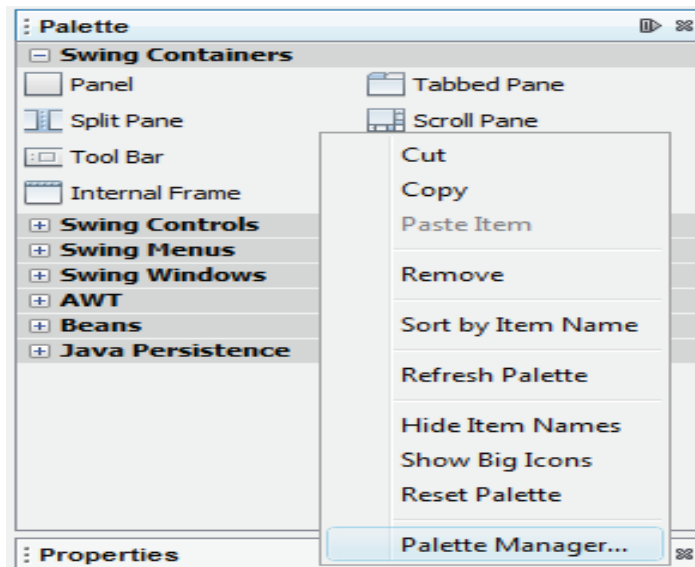 Palette
Swing Containers
Panel
Tabbed Pane
Split Pane
Scroll Pane
Tool Bar
Internal Frame
Swing Controls
Swing Menus
Swing Windows
AWT
Beans
Java Persistence
Cut
Copy
Paste Item
Remove
Sort by Item Name
Refresh Palette
Hide Item Names
Show Big Icons
Reset Palette
Palette Manager...
Properties